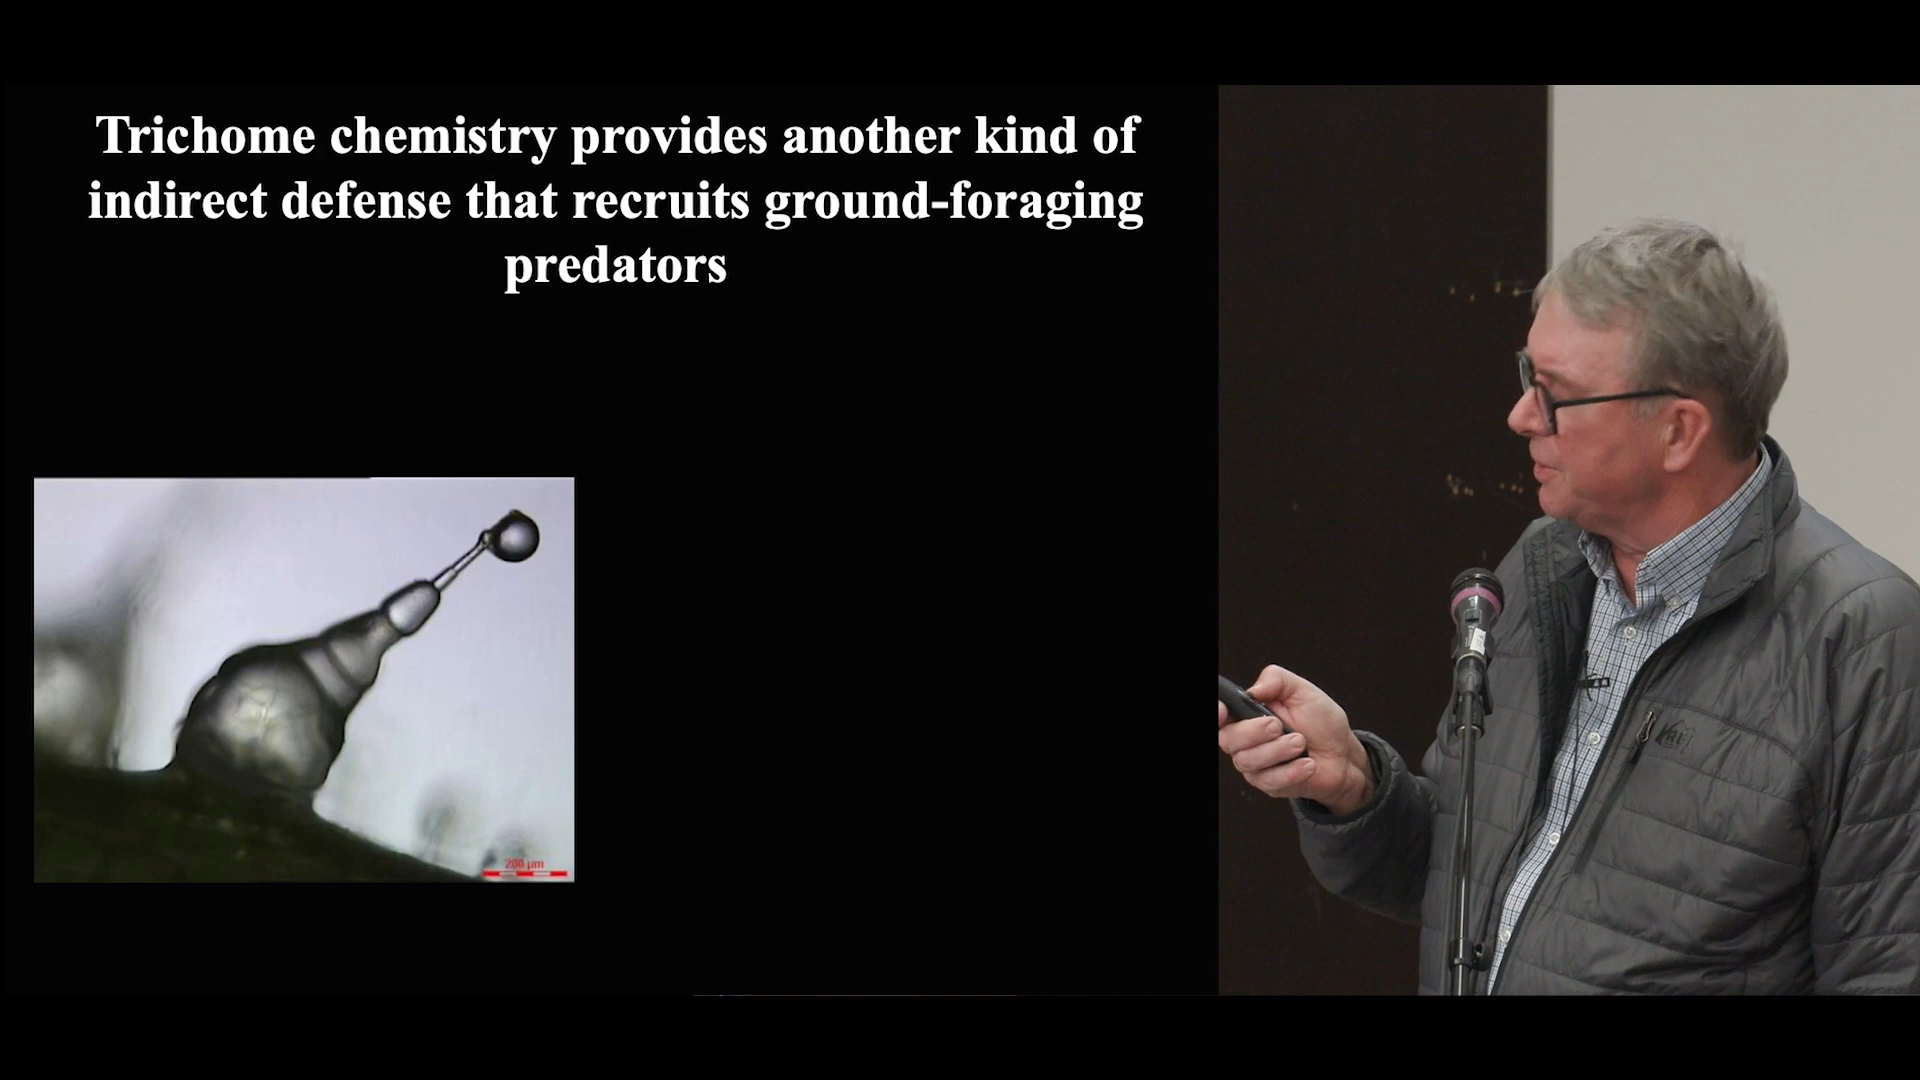 Trichome chemistry provides another kind of
indirect defense that recruits ground-foraging
predators
200 µm